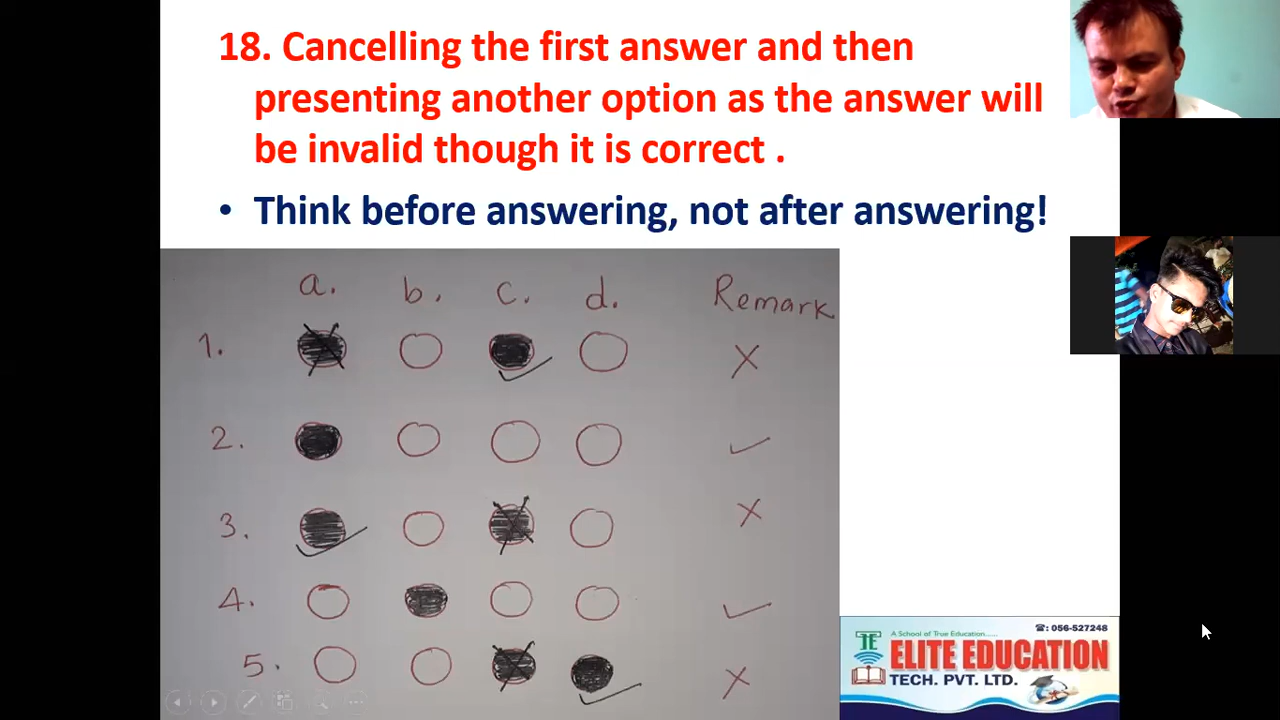 18. Cancelling the first answer and then
presenting another option as the answer will
be invalid though it is correct .
• Think before answering, not after answering!
a. b. c. d. Remark
1.
2.
3.
4.
5.
☎: 056-527248
A School of True Education......
ELITE EDUCATION
TECH. PVT. LTD.